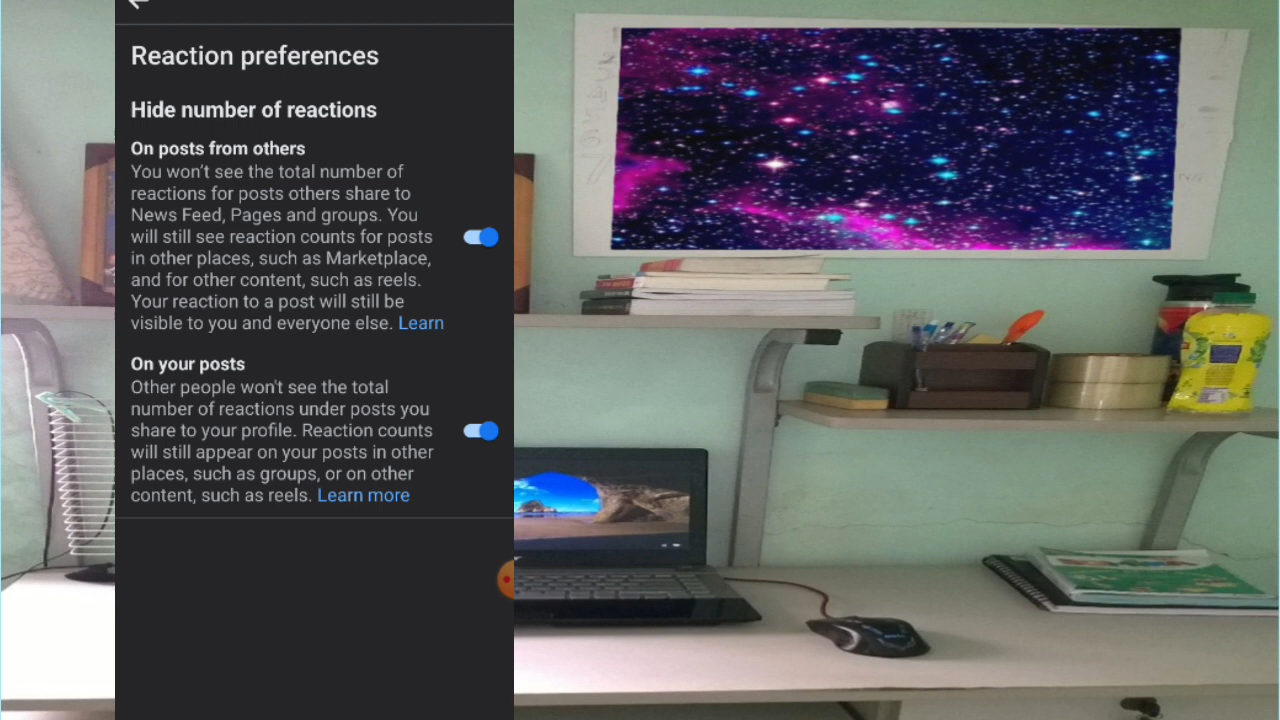 Reaction preferences
Hide number of reactions
On posts from others
You won't see the total number of
reactions for posts others share to
News Feed, Pages and groups. You
will still see reaction counts for posts
in other places, such as Marketplace,
and for other content, such as reels.
Your reaction to a post will still be
visible to you and everyone else. Learn
On your posts
Other people won't see the total
number of reactions under posts you
share to your profile. Reaction counts
will still appear on your posts in other
places, such as groups, or on other
content, such as reels. Learn more